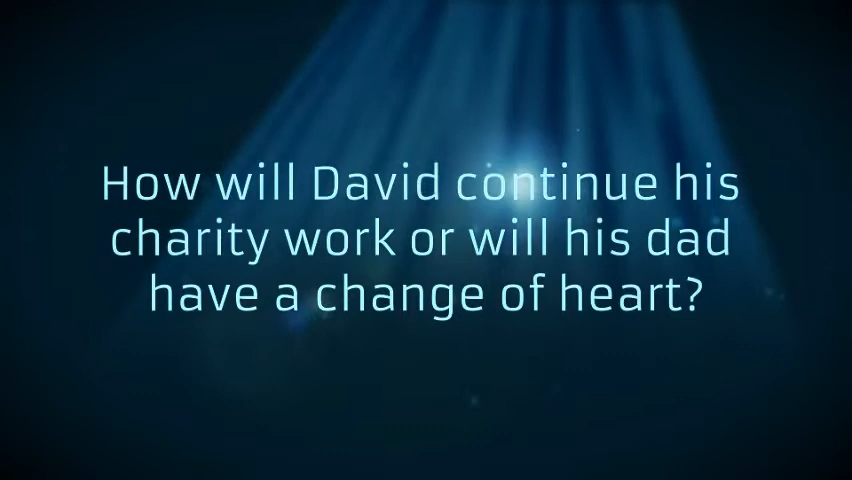 How will David continue his
charity work or will his dad
have a change of heart?